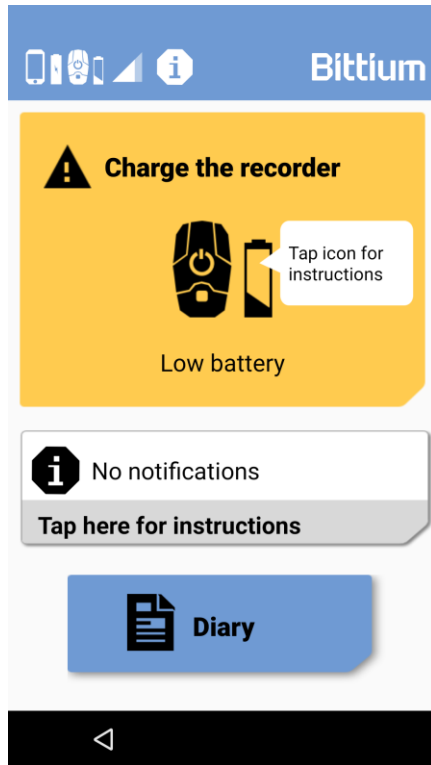 Bittium
Charge the recorder
Tap icon for
instructions
Low battery
No notifications
Tap here for instructions
Diary